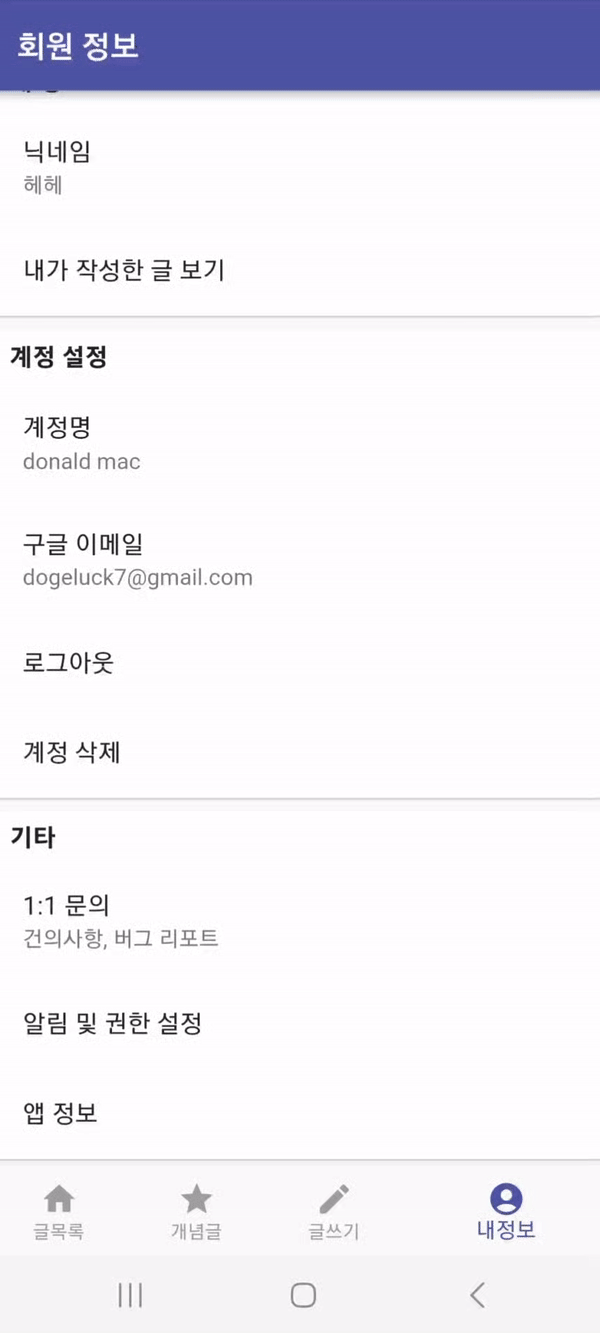 회원 정보
닉네임
헤헤
내가 작성한 글 보기
계정 설정
계정명
donald mac
구글 이메일
dogeluck7@gmail.com
로그아웃
계정 삭제
기타
1:1 문의
건의사항, 버그 리포트
알림 및 권한 설정
앱 정보
글목록
개념글
글쓰기
내정보